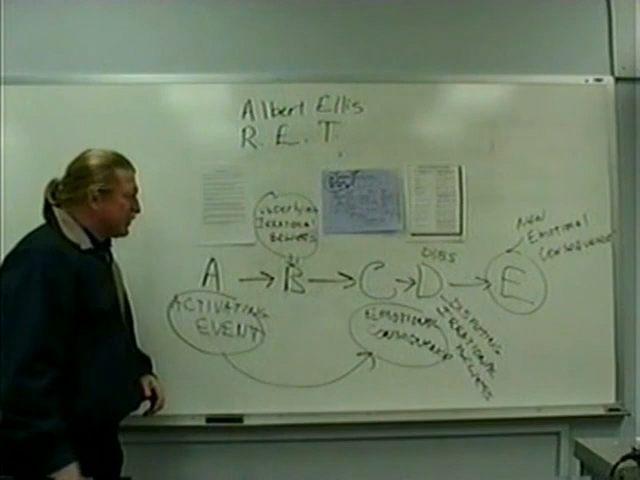 Albert Ellis
R. E. T.
UNDERLYING
IRRATIONAL
BELIEFS
DIBS
NEW
EMOTIONAL
CONSEQUENCE
A → B → C → D → E
ACTIVATING
EVENT
EMOTIONAL
CONSEQUENCE
DISPUTING
IRRATIONAL
BELIEFS